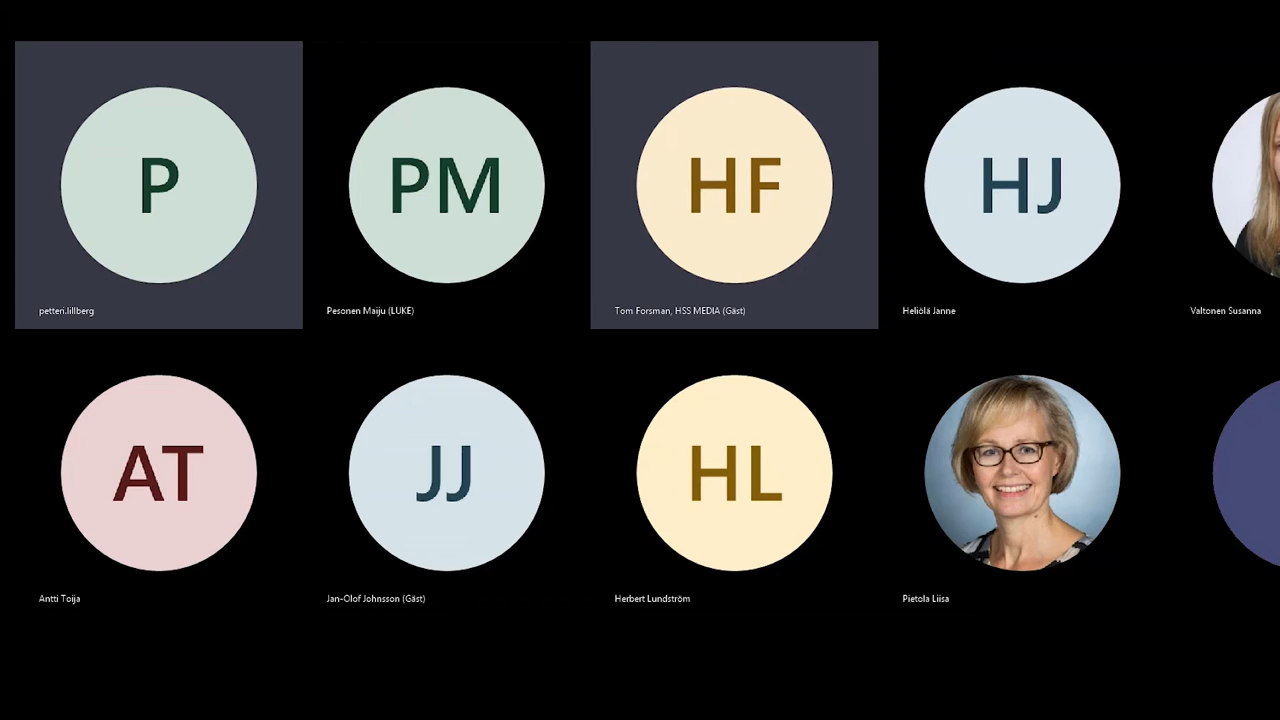 P
PM
HF
HJ
petteri.lillberg
Pesonen Maiju (LUKE)
Tom Forsman, HSS MEDIA (Gäst)
Heliölä Janne
Valtonen Susanna
AT
JJ
HL
Antti Toija
Jan-Olof Johnsson (Gäst)
Herbert Lundström
Pietola Liisa